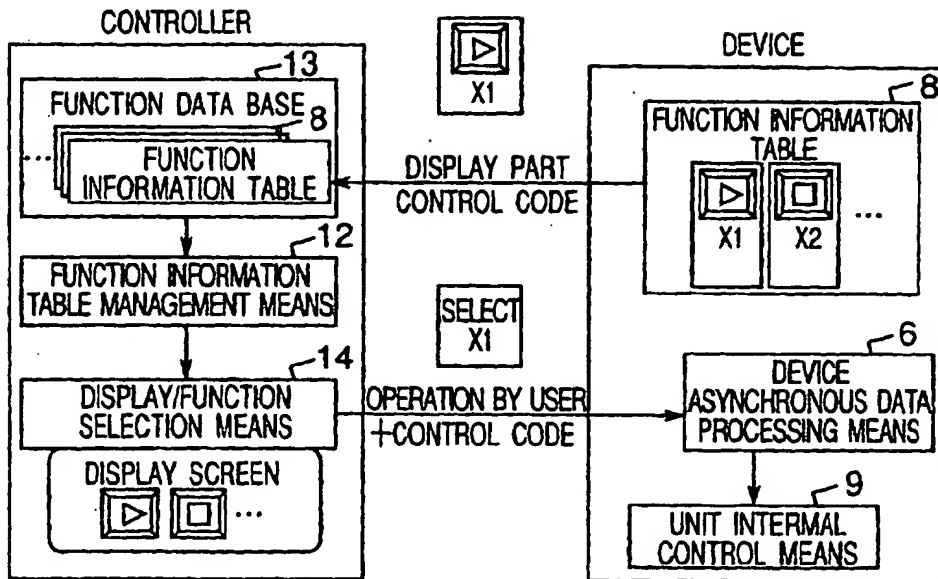 CONTROLLER
13
FUNCTION DATA BASE
8
...
FUNCTION
INFORMATION TABLE
12
FUNCTION INFORMATION
TABLE MANAGEMENT MEANS
14
DISPLAY/FUNCTION
SELECTION MEANS
DISPLAY SCREEN
...
X1
DISPLAY PART
CONTROL CODE
SELECT
X1
OPERATION BY USER
+CONTROL CODE
DEVICE
8
FUNCTION INFORMATION
TABLE
X1
X2
...
6
DEVICE
ASYNCHRONOUS DATA
PROCESSING MEANS
9
UNIT INTERMAL
CONTROL MEANS